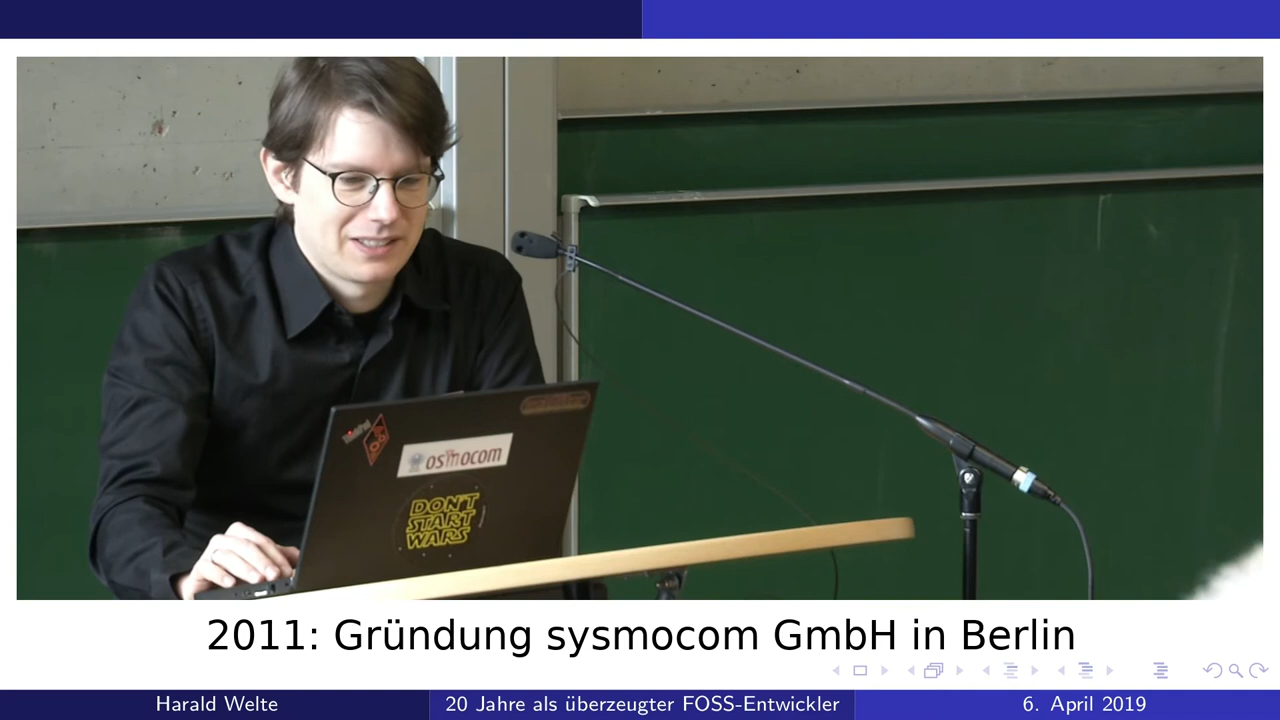 osmocom
DON'T
START
WARS
2011: Gründung sysmocom GmbH in Berlin
Harald Welte
20 Jahre als überzeugter FOSS-Entwickler
6. April 2019